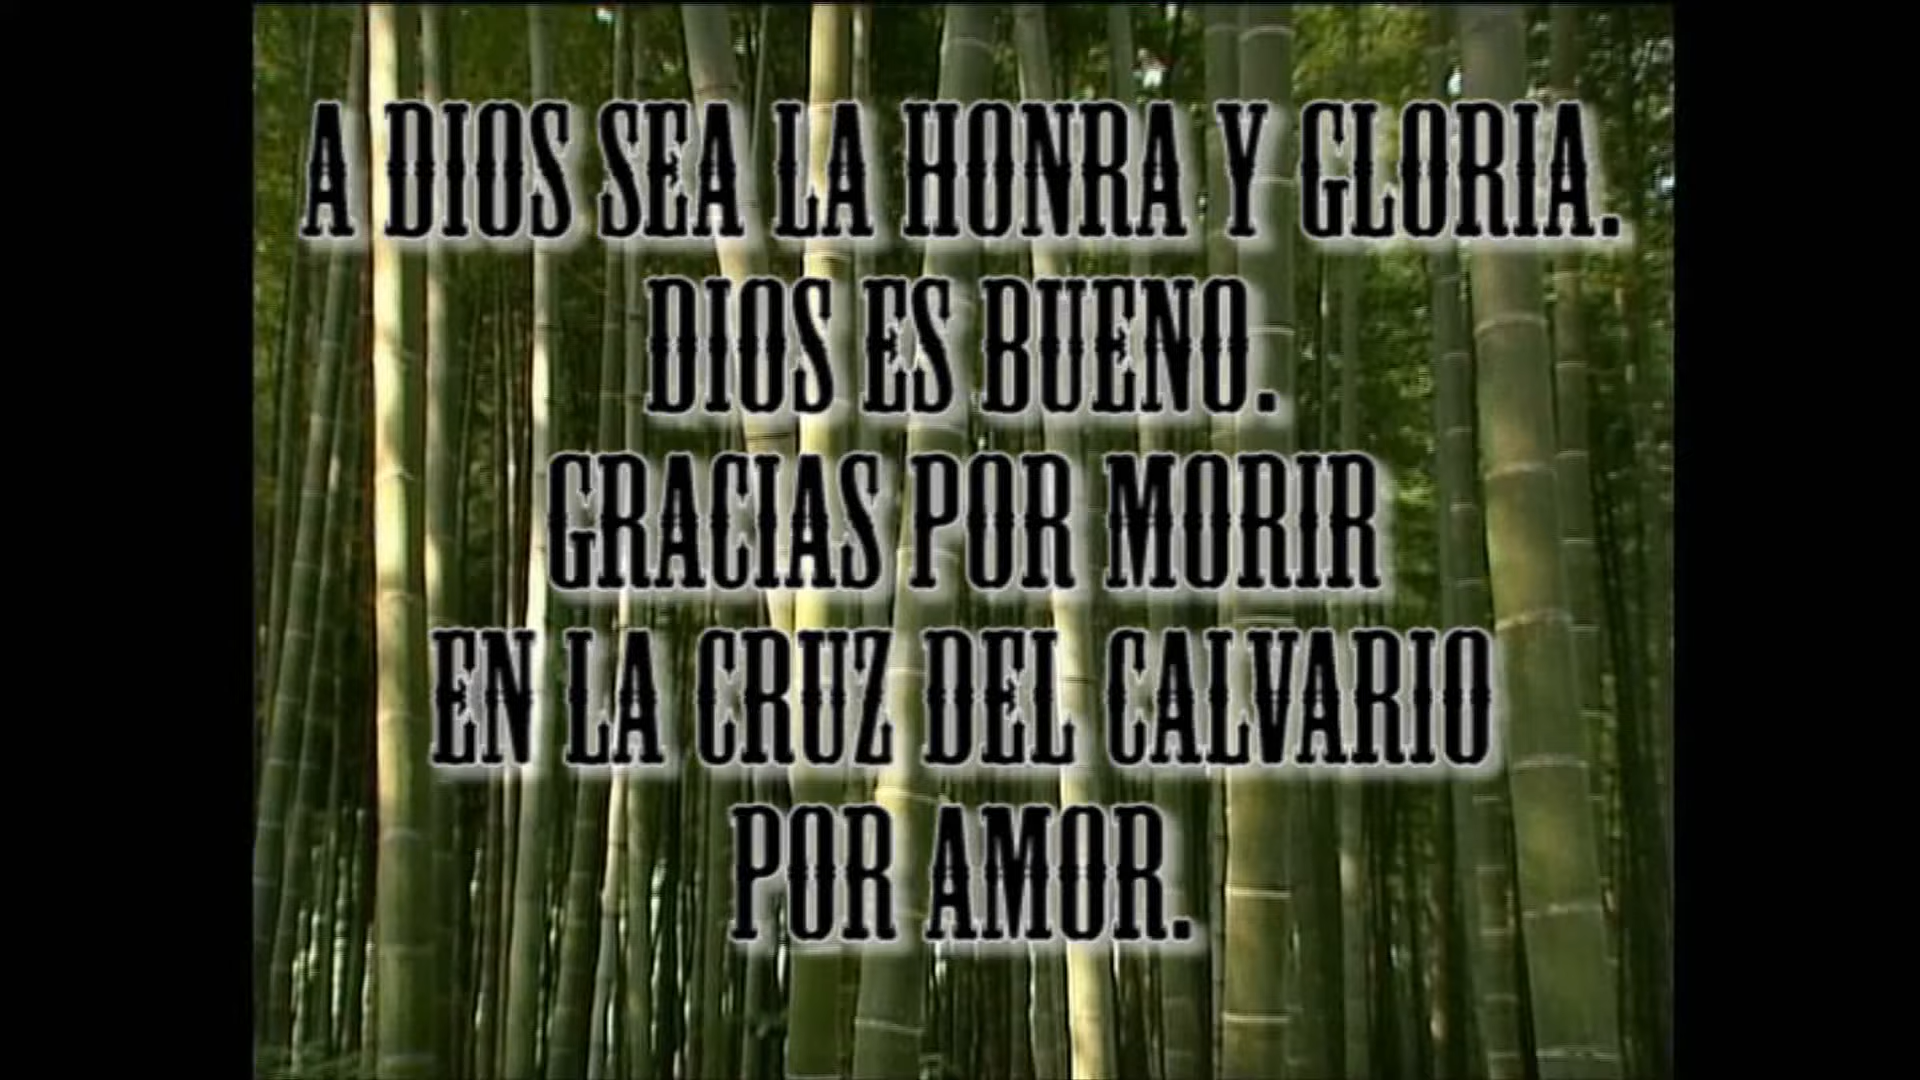 A DIOS SEA LA HONRA Y GLORIA.
DIOS ES BUENO.
GRACIAS POR MORIR
EN LA CRUZ DEL CALVARIO
POR AMOR.